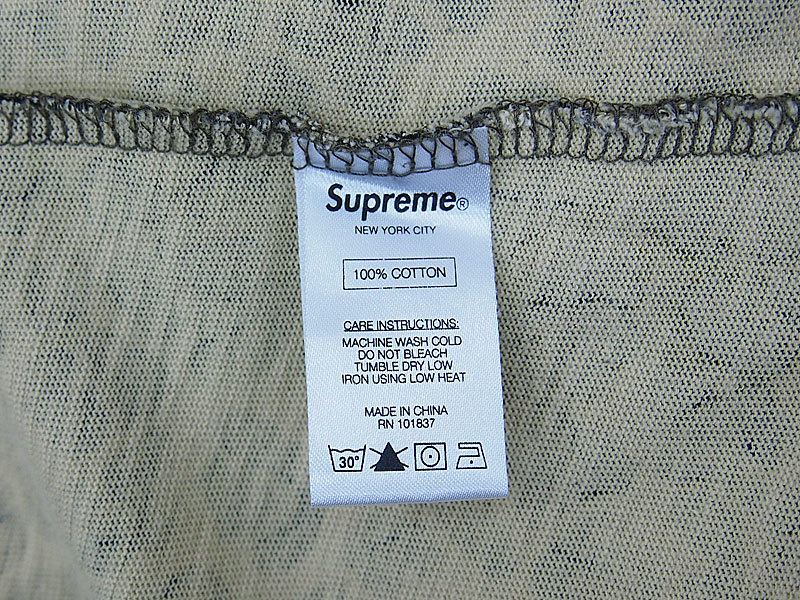 Supreme®
NEW YORK CITY
100% COTTON
CARE INSTRUCTIONS:
MACHINE WASH COLD
DO NOT BLEACH
TUMBLE DRY LOW
IRON USING LOW HEAT
MADE IN CHINA
RN 101837
30°